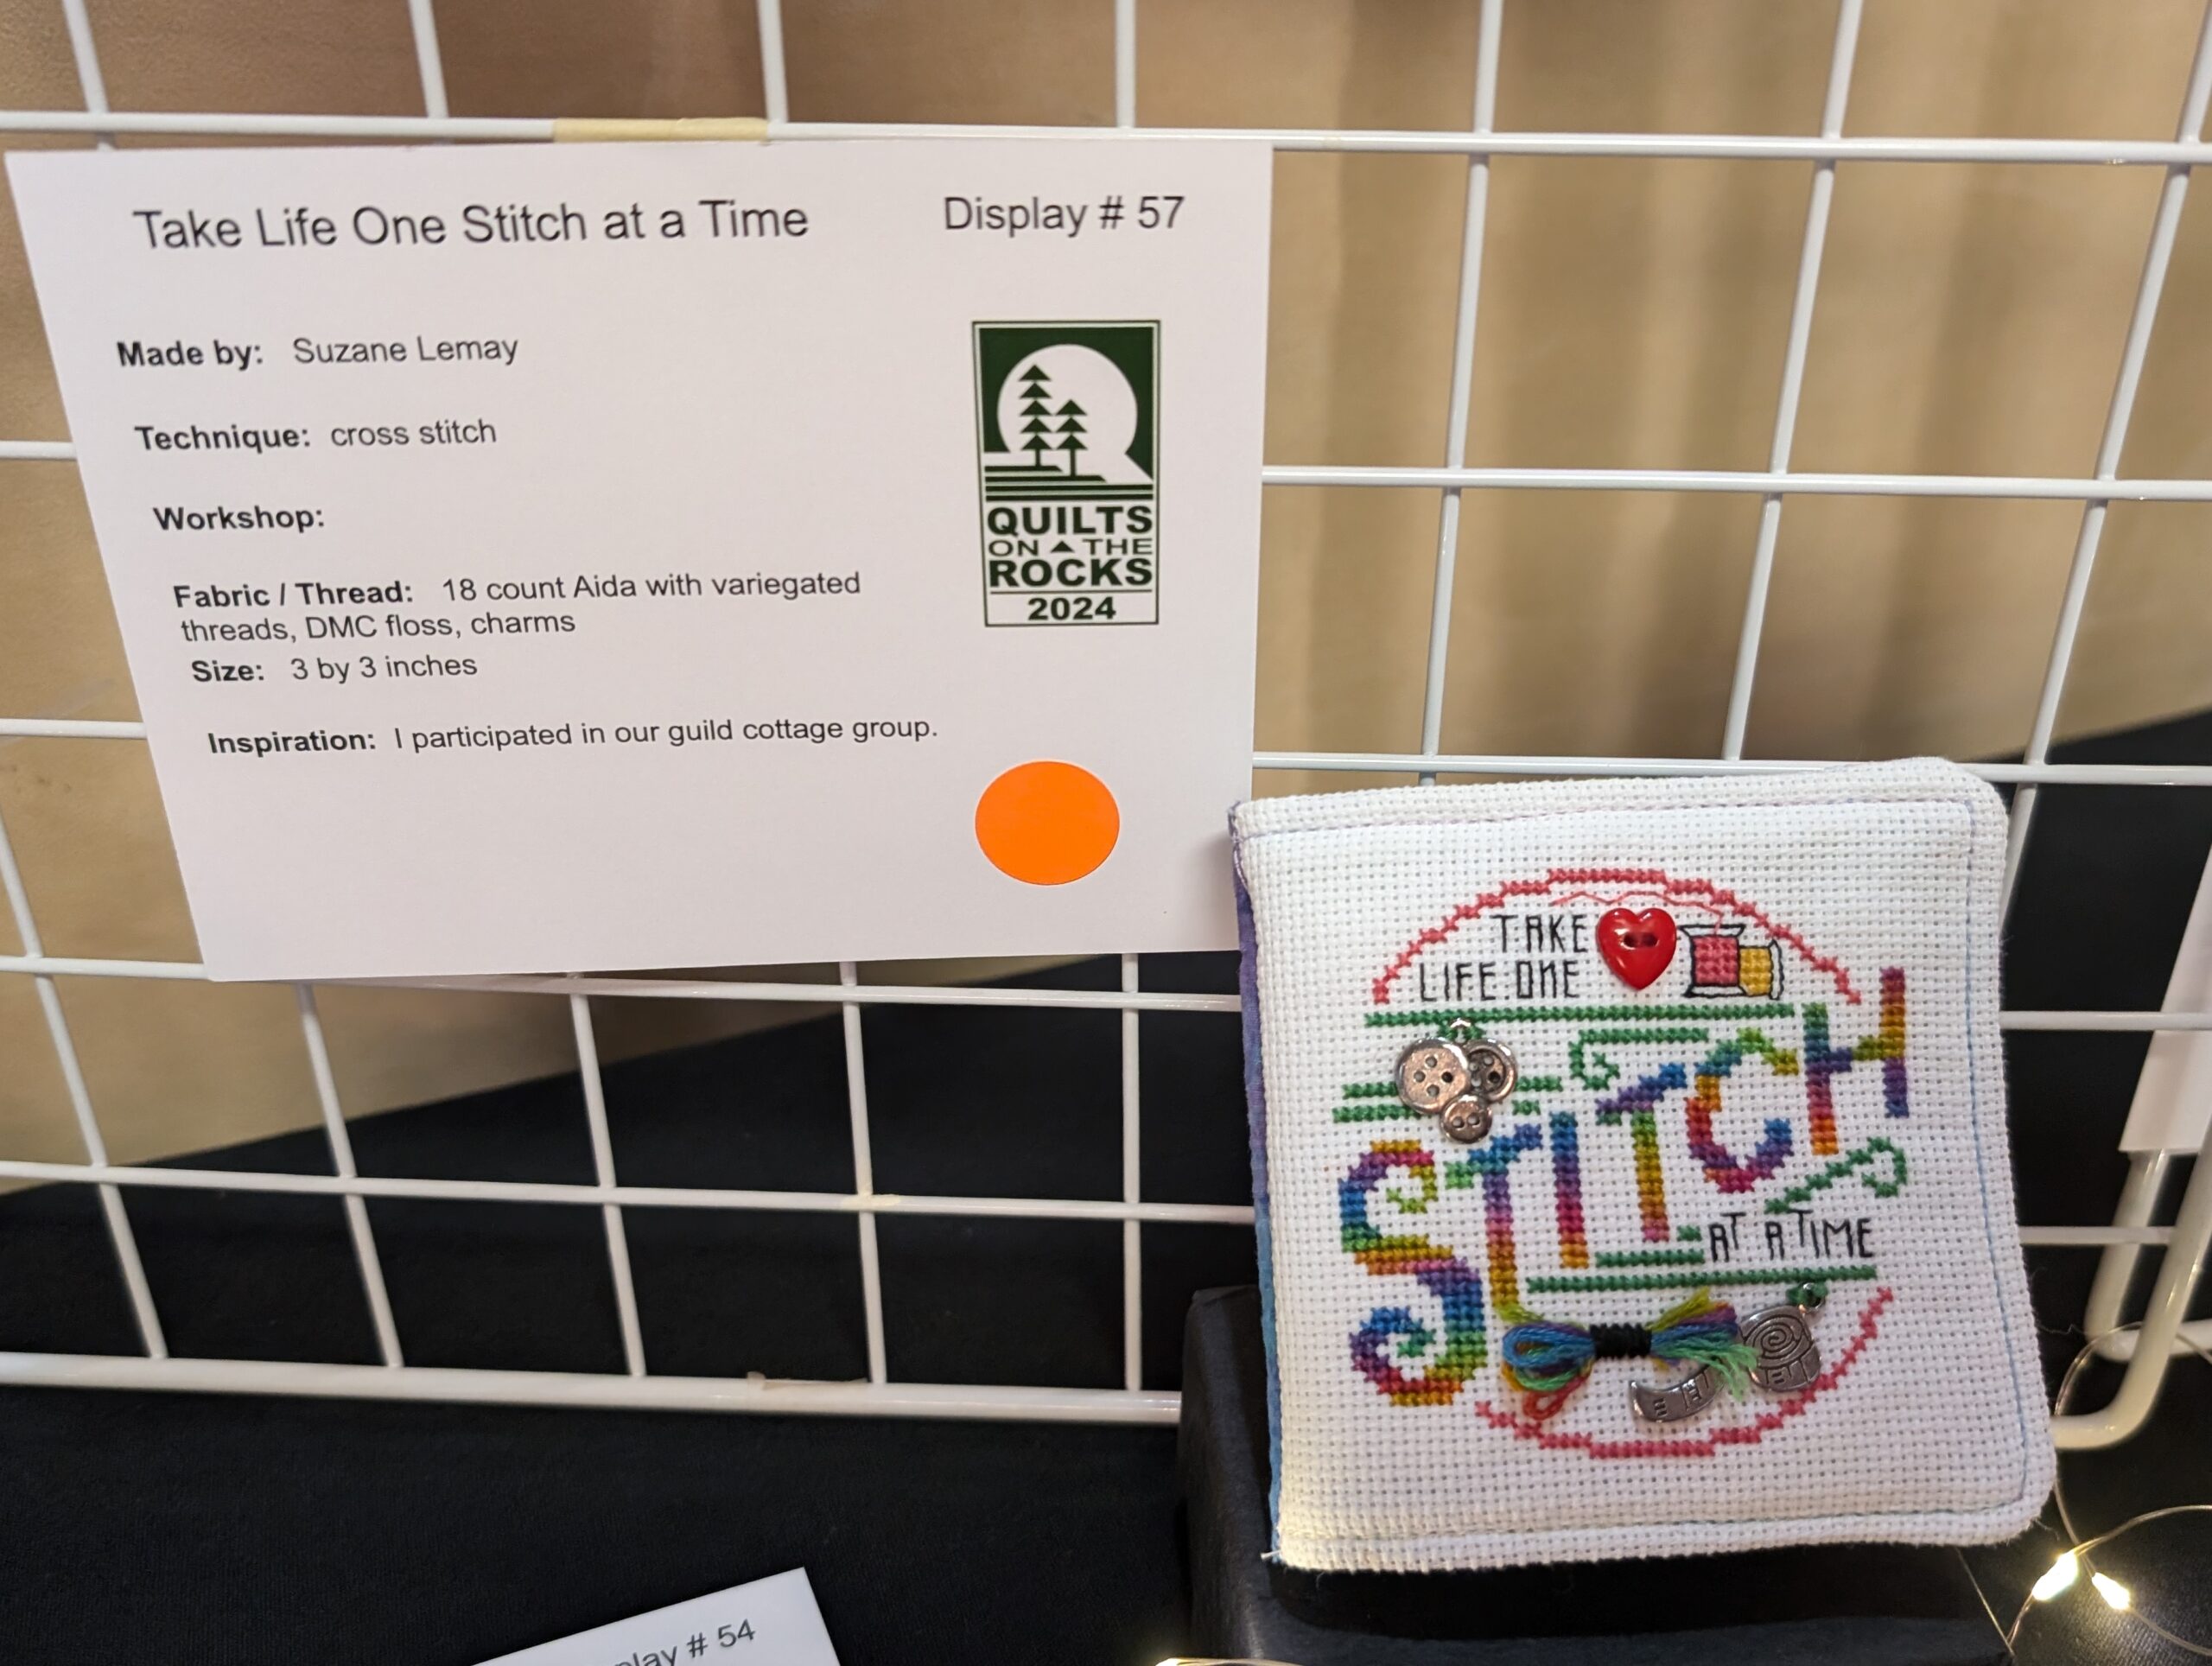 Take Life One Stitch at a Time
Display # 57
Made by: Suzane Lemay
Technique: cross stitch
Workshop:
Fabric / Thread: 18 count Aida with variegated
threads, DMC floss, charms
Size: 3 by 3 inches
Inspiration: I participated in our guild cottage group.
QUILTS
ON THE
ROCKS
2024
TAKE
LIFE ONE
STITCH
AT A TIME
# 54